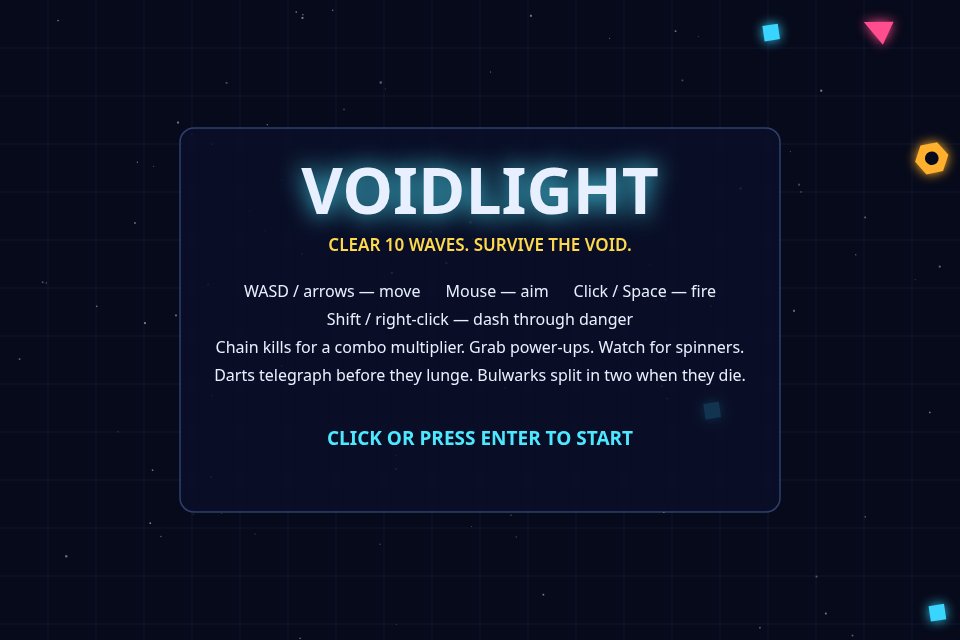 VOIDLIGHT
CLEAR 10 WAVES. SURVIVE THE VOID.
WASD / arrows — move Mouse — aim Click / Space — fire
Shift / right-click — dash through danger
Chain kills for a combo multiplier. Grab power-ups. Watch for spinners.
Darts telegraph before they lunge. Bulwarks split in two when they die.
CLICK OR PRESS ENTER TO START